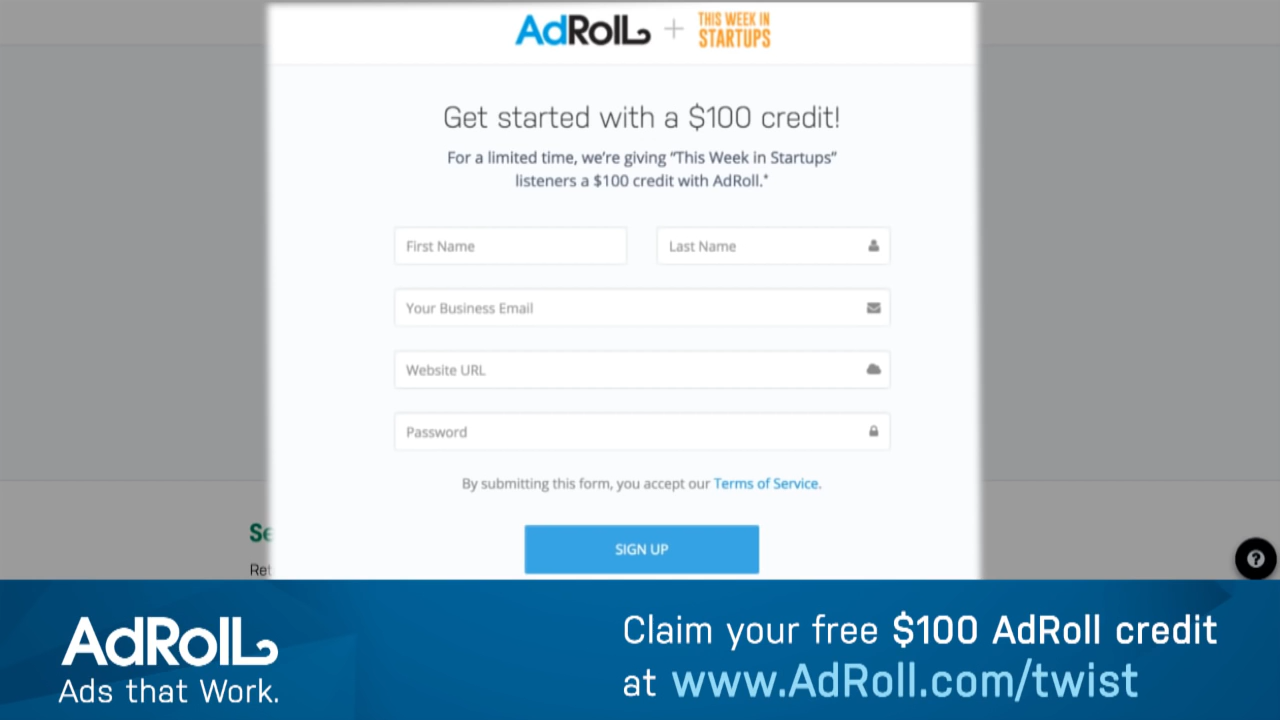 AdRoll + THIS WEEK IN
STARTUPS
Get started with a $100 credit!
For a limited time, we're giving "This Week in Startups"
listeners a $100 credit with AdRoll.*
First Name
Last Name
Your Business Email
Website URL
Password
By submitting this form, you accept our Terms of Service.
SIGN UP
Se
Ret
?
AdRoll
Ads that Work.
Claim your free $100 AdRoll credit
at www.AdRoll.com/twist